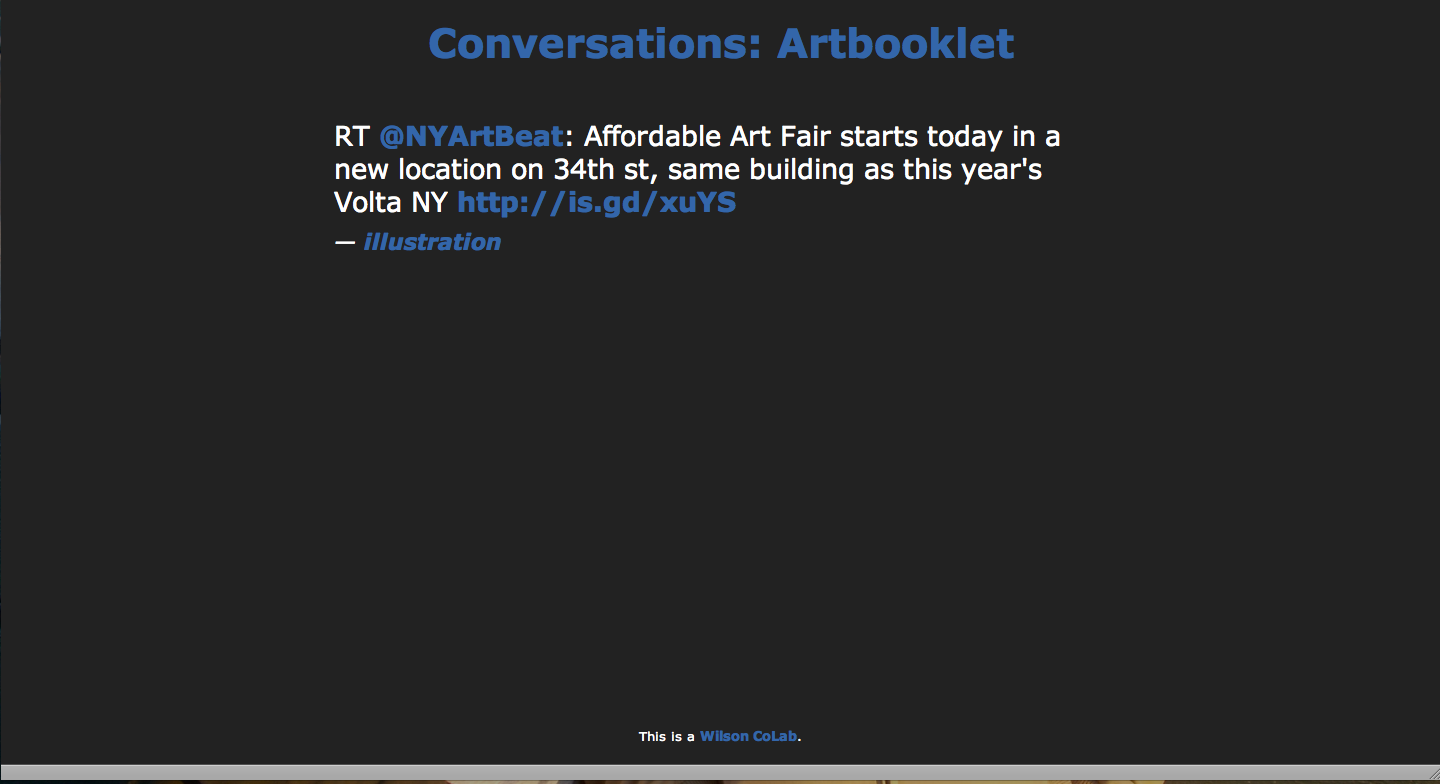 Conversations: Artbooklet
RT @NYArtBeat: Affordable Art Fair starts today in a
new location on 34th st, same building as this year's
Volta NY http://is.gd/xuYS
— illustration
This is a Wilson CoLab.